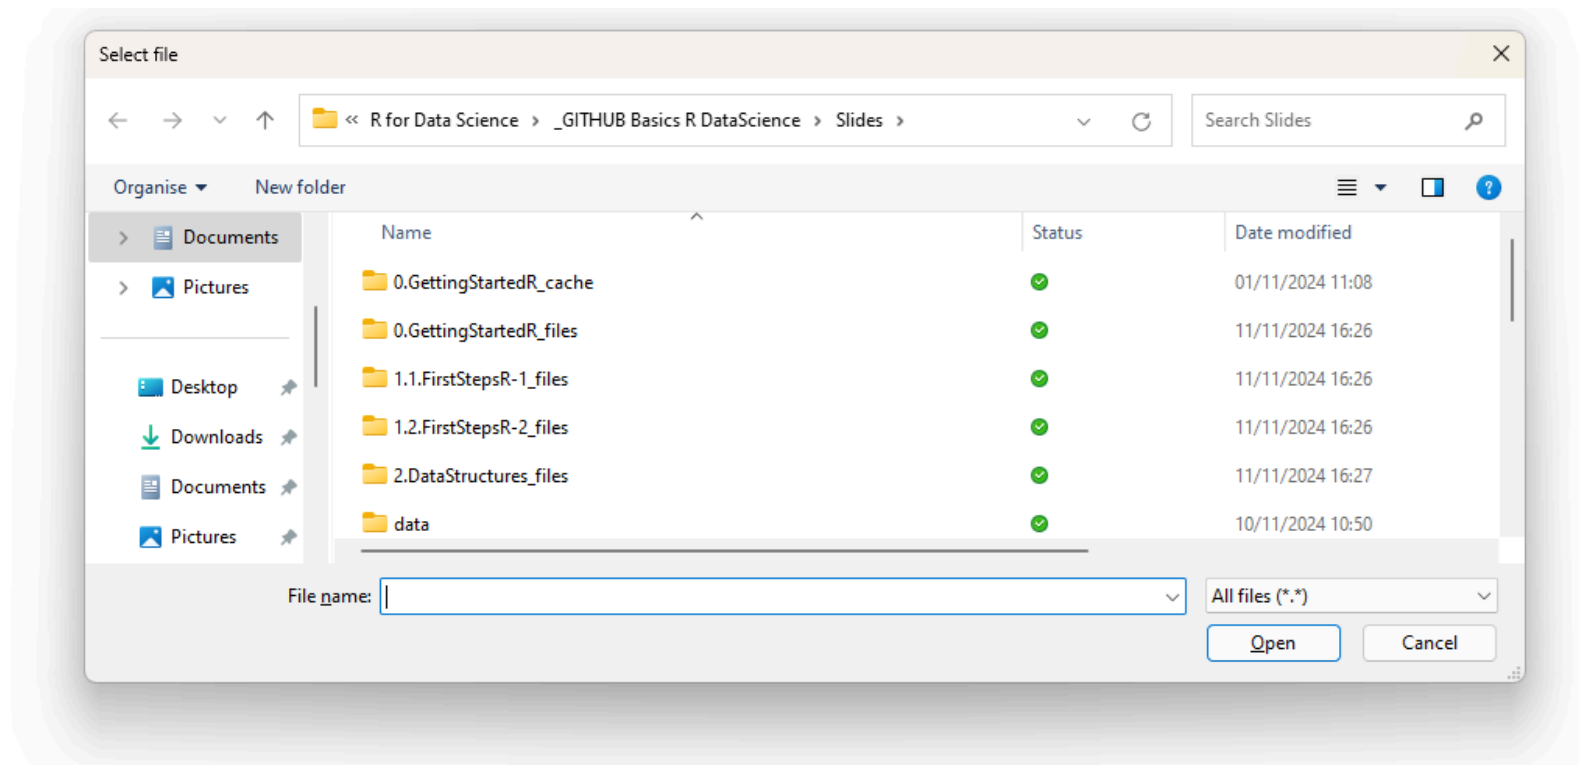 Select file
« R for Data Science > _GITHUB Basics R DataScience > Slides >
Search Slides
Organise New folder
Name Status Date modified
Documents
Pictures
Desktop
Downloads
Documents
Pictures
0.GettingStartedR_cache 01/11/2024 11:08
0.GettingStartedR_files 11/11/2024 16:26
1.1.FirstStepsR-1_files 11/11/2024 16:26
1.2.FirstStepsR-2_files 11/11/2024 16:26
2.DataStructures_files 11/11/2024 16:27
data 10/11/2024 10:50
File name: All files (*.*)
Open Cancel